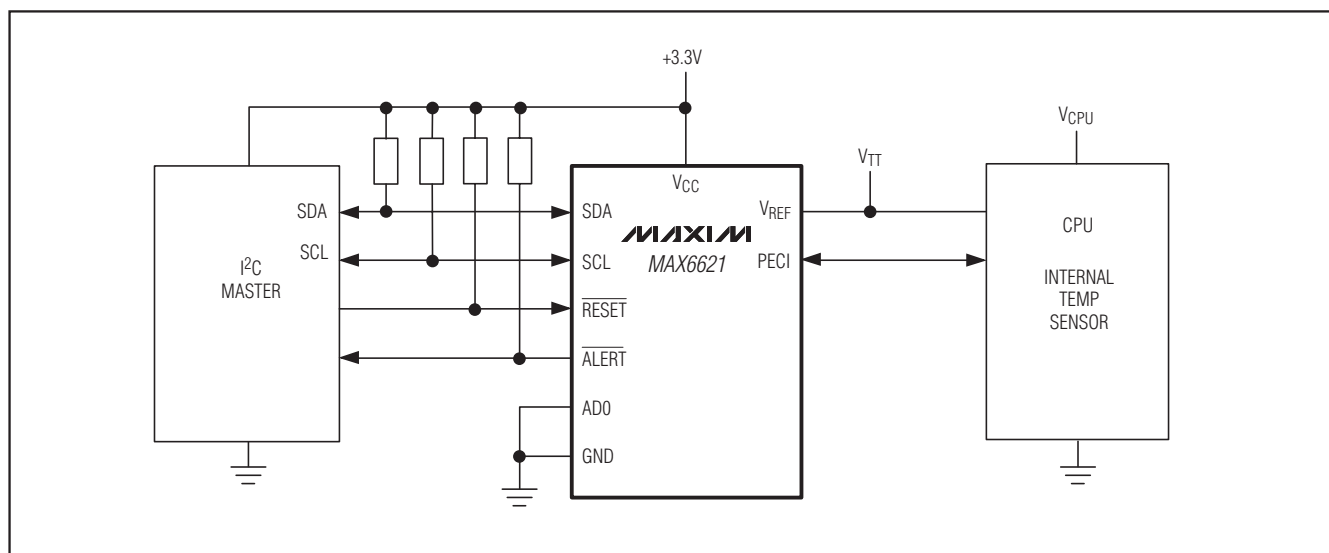 +3.3V
VCPU
VTT
VCC
SDA
SDA
VREF
CPU
MAXIM
MAX6621
SCL
SCL
PECI
I2C
MASTER
INTERNAL
TEMP
SENSOR
RESET
ALERT
AD0
GND